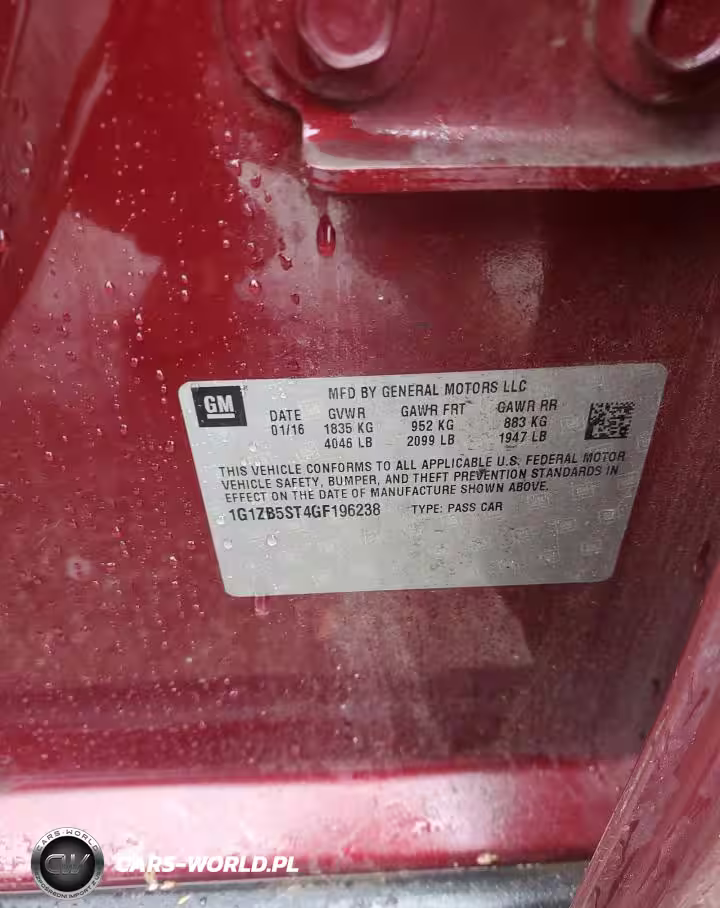 GM
MFD BY GENERAL MOTORS LLC
DATE GVWR GAWR FRT GAWR RR
01/16 1835 KG 952 KG 883 KG
4046 LB 2099 LB 1947 LB
THIS VEHICLE CONFORMS TO ALL APPLICABLE U.S. FEDERAL MOTOR
VEHICLE SAFETY, BUMPER, AND THEFT PREVENTION STANDARDS IN
EFFECT ON THE DATE OF MANUFACTURE SHOWN ABOVE.
1G1ZB5ST4GF196238 TYPE: PASS CAR
CARS-WORLD
CW
CARS-WORLD.PL